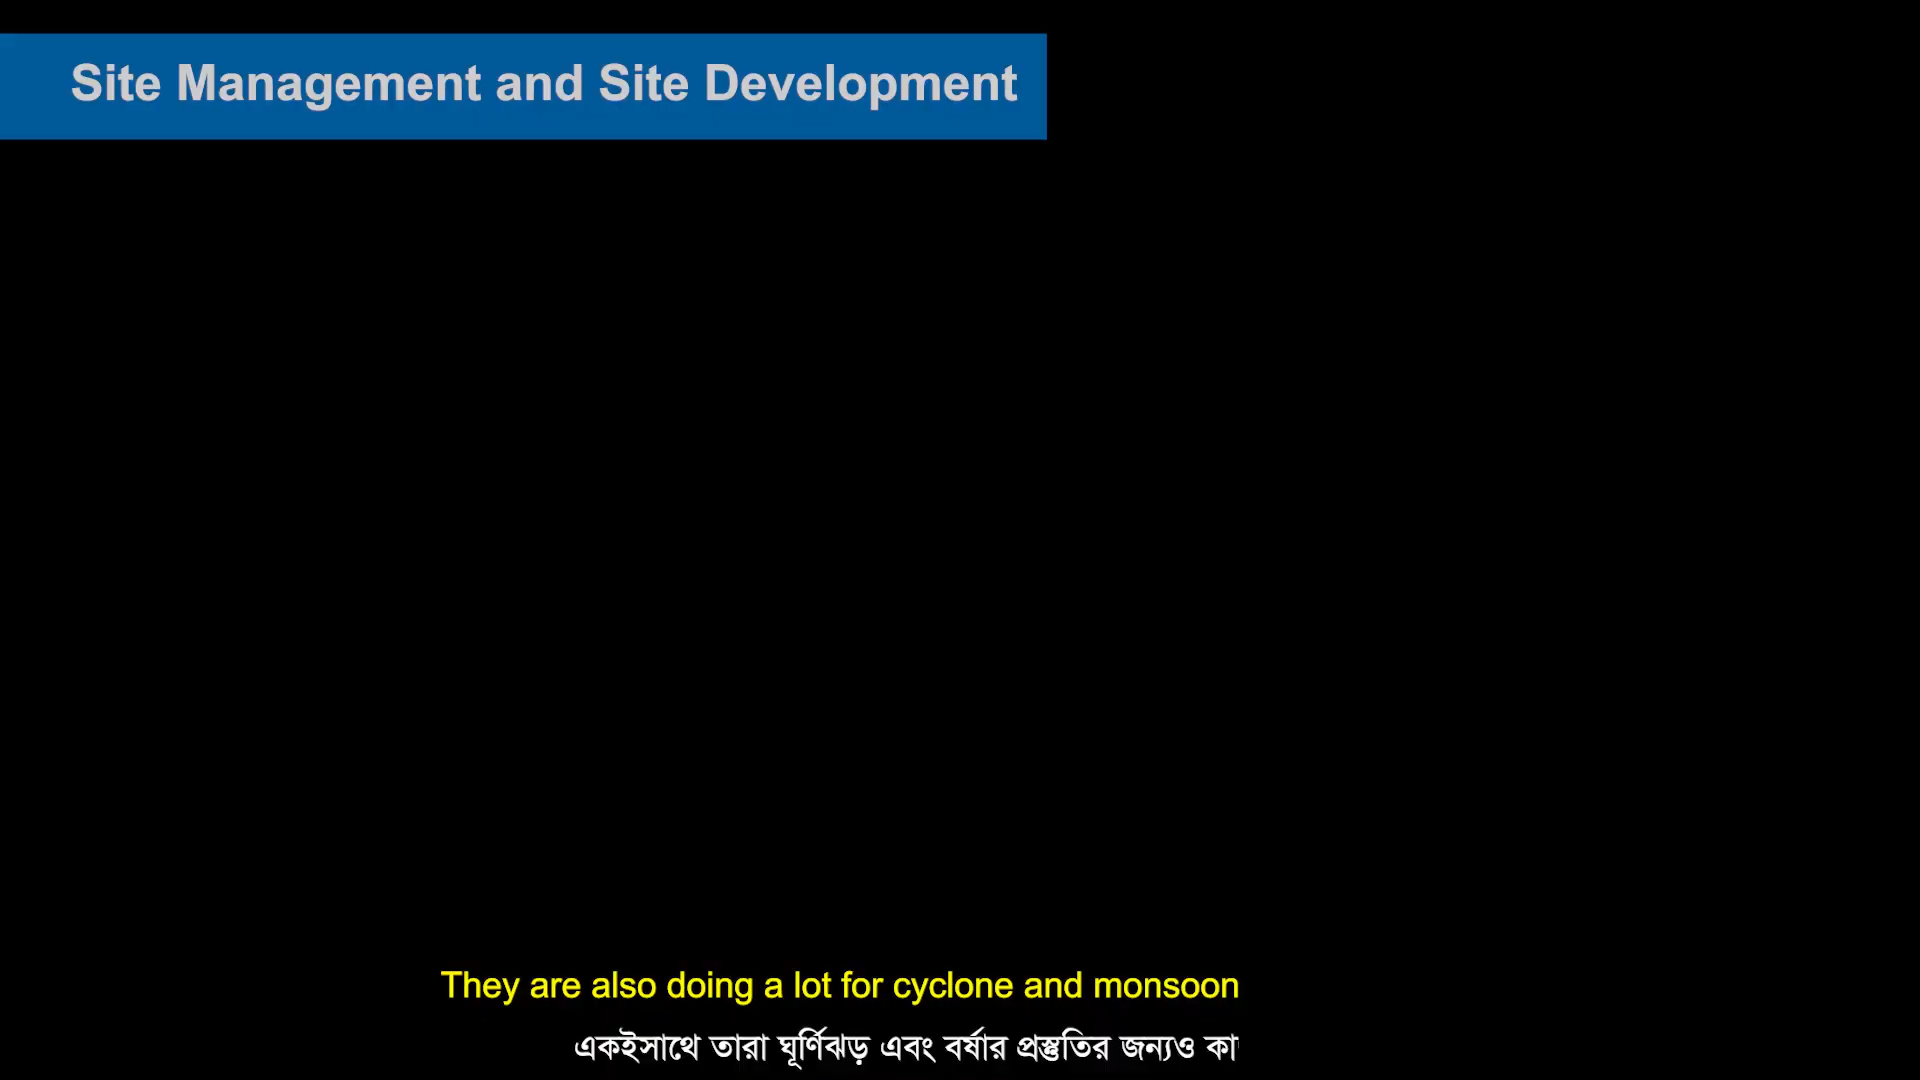 Site Management and Site Development
They are also doing a lot for cyclone and monsoon
একইসাথে তারা ঘূর্ণিঝড় এবং বর্ষার প্রস্তুতির জন্যও